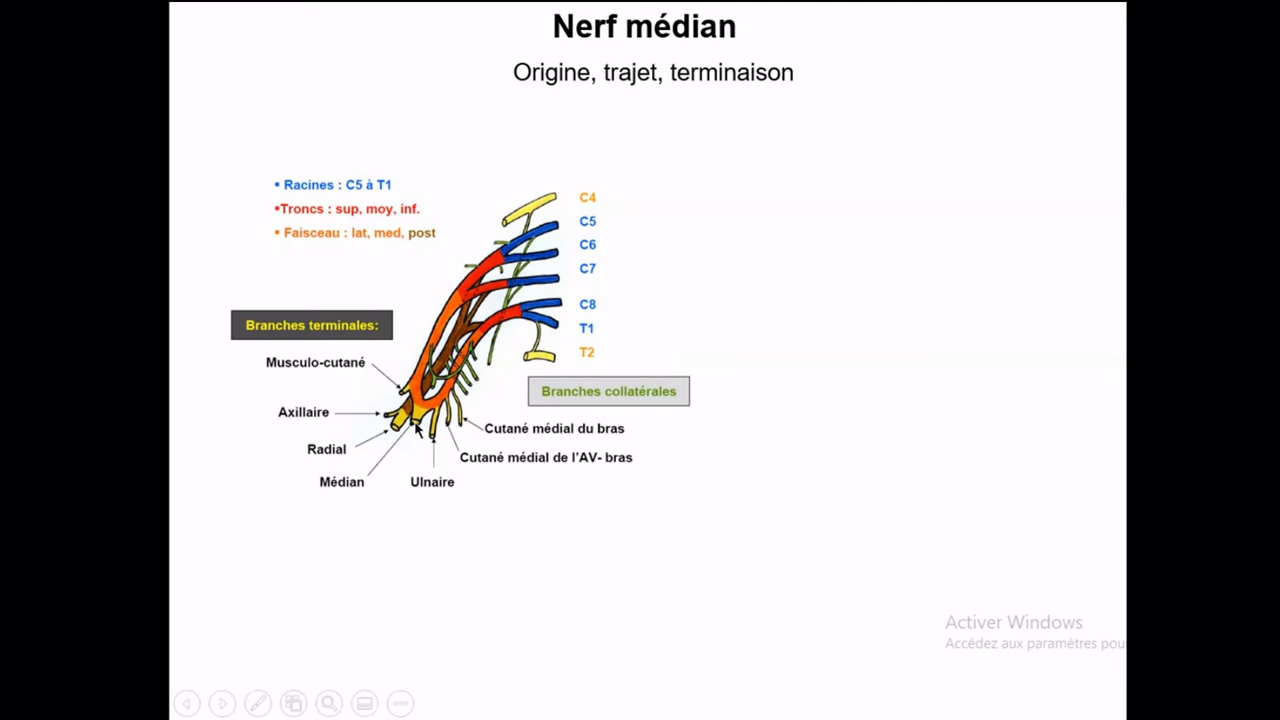 Nerf médian
Origine, trajet, terminaison
▪ Racines : C5 à T1
▪Troncs : sup, moy, inf.
▪ Faisceau : lat, med, post
C4
C5
C6
C7
C8
T1
T2
Branches terminales:
Musculo-cutané
Axillaire
Radial
Médian
Ulnaire
Branches collatérales
Cutané médial du bras
Cutané médial de l'AV- bras
Activer Windows
Accédez aux paramètres pou